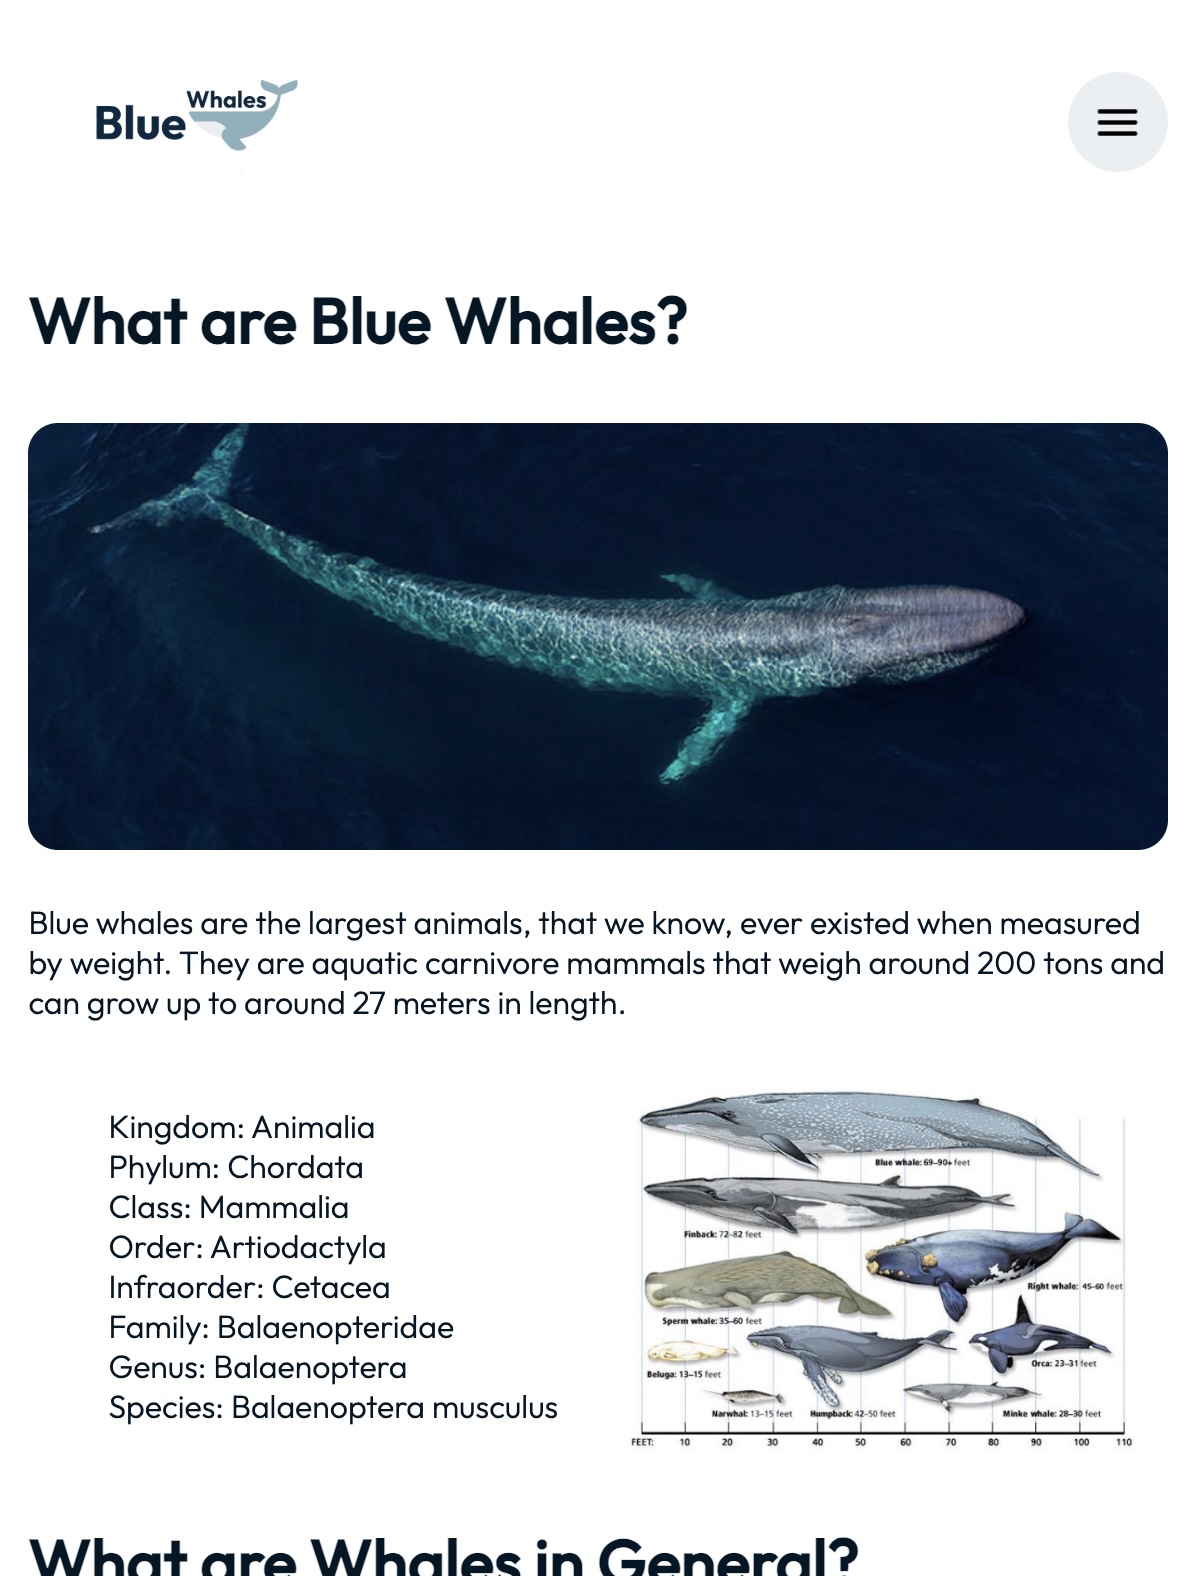 Blue Whales
What are Blue Whales?
Blue whales are the largest animals, that we know, ever existed when measured
by weight. They are aquatic carnivore mammals that weigh around 200 tons and
can grow up to around 27 meters in length.
Kingdom: Animalia
Phylum: Chordata
Class: Mammalia
Order: Artiodactyla
Infraorder: Cetacea
Family: Balaenopteridae
Genus: Balaenoptera
Species: Balaenoptera musculus
Blue whale: 69–90+ feet
Finback: 72–82 feet
Right whale: 45–60 feet
Sperm whale: 35–60 feet
Orca: 23–31 feet
Beluga: 13–15 feet
Narwhal: 13–15 feet
Humpback: 42–50 feet
Minke whale: 28–30 feet
FEET: 10 20 30 40 50 60 70 80 90 100 110
What are Whales in General?